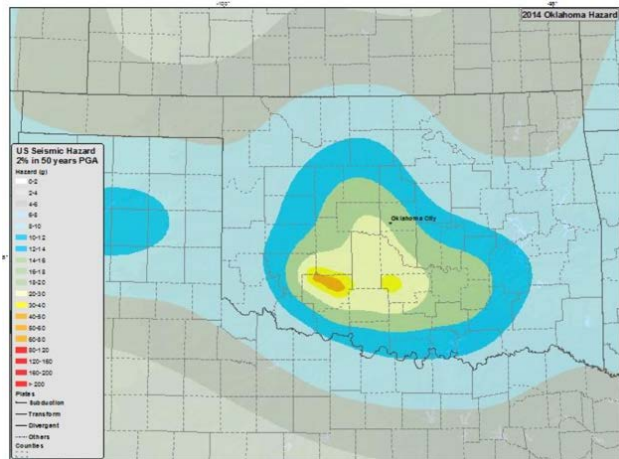 2014 Oklahoma Hazard
Oklahoma City
US Seismic Hazard
2% in 50 years PGA
Hazard (g)
0-2
2-4
4-6
6-8
8-10
10-12
12-14
14-16
16-18
18-20
20-30
30-40
40-60
60-80
80-120
120-160
160-200
> 200
Plates
Subduction
Transform
Divergent
Others
Counties